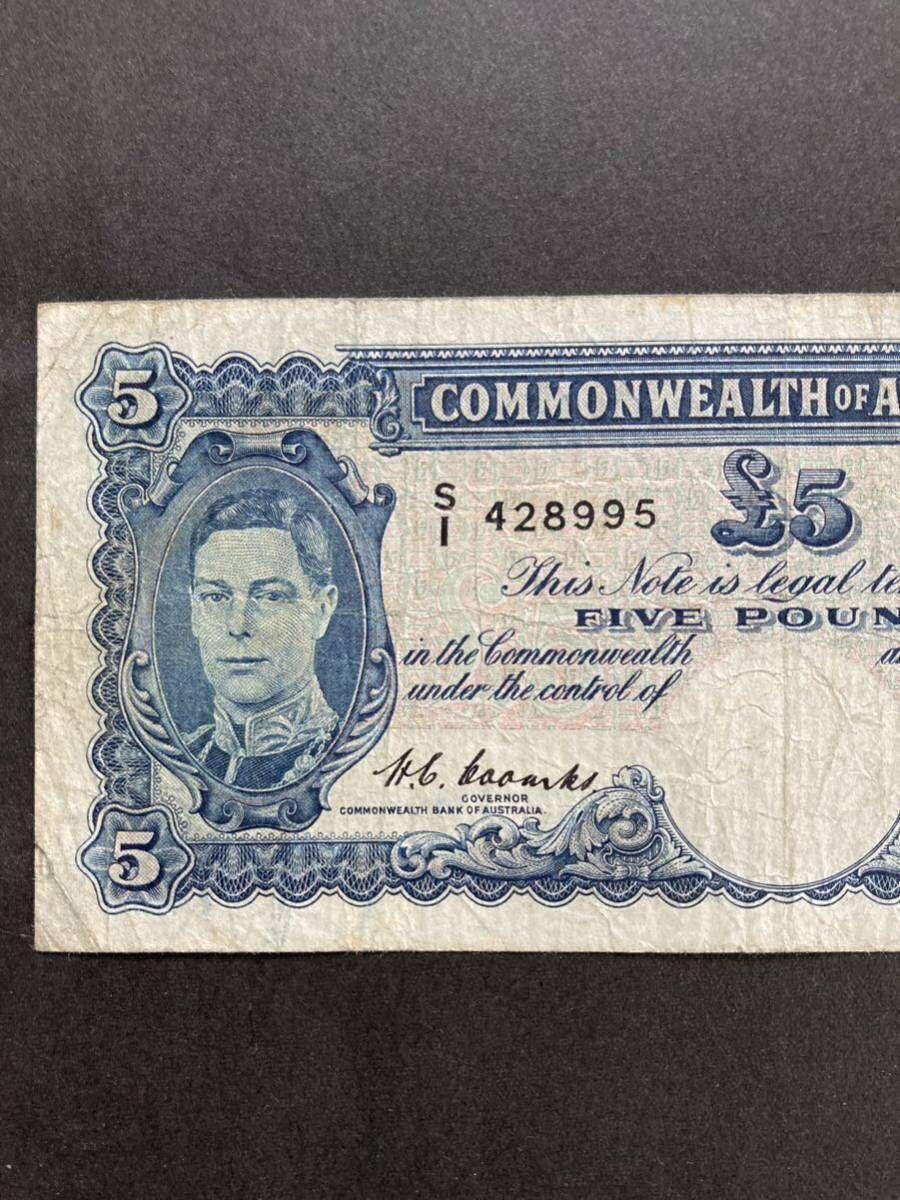 5
COMMONWEALTH OF A
S/1 428995 £5
This Note is legal te
FIVE POUN
in the Commonwealth a
under the control of
H.C. Coombs.
GOVERNOR
COMMONWEALTH BANK OF AUSTRALIA.
5